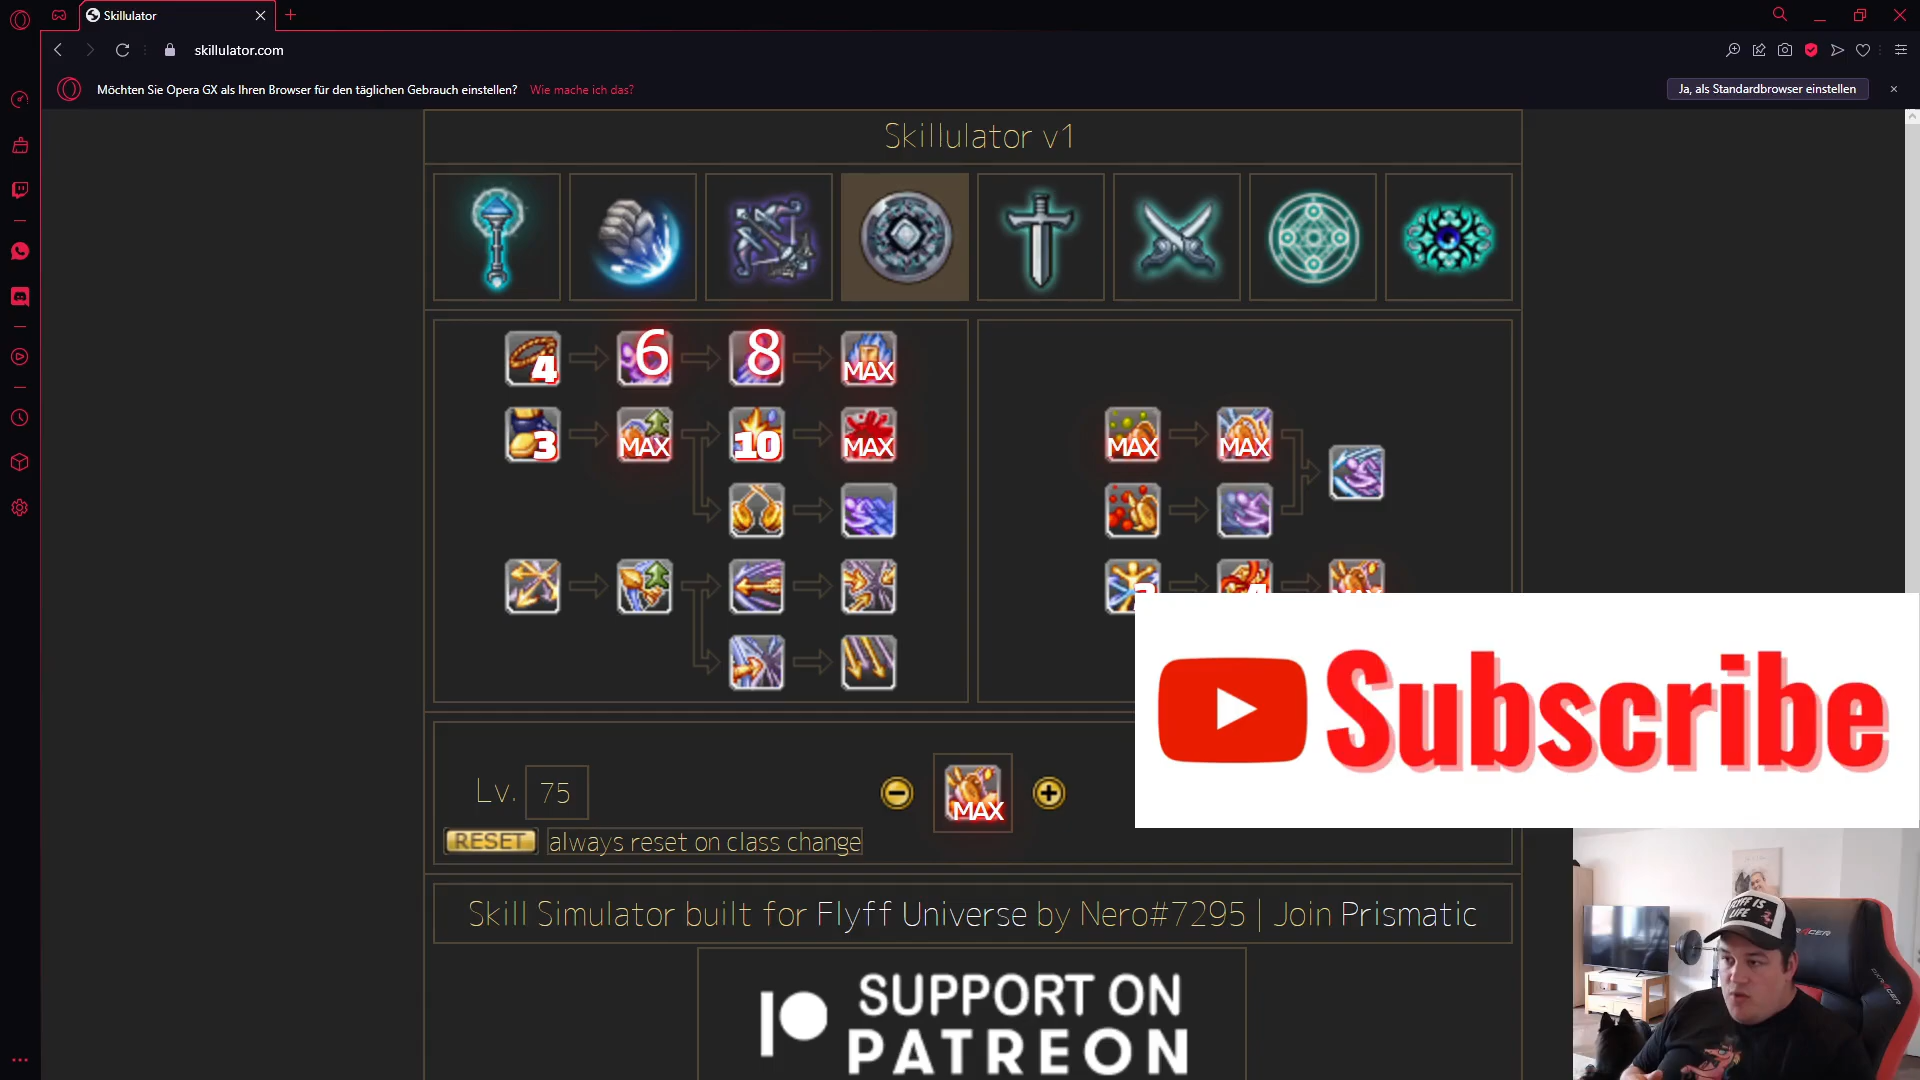 Skillulator
skillulator.com
Möchten Sie Opera GX als Ihren Browser für den täglichen Gebrauch einstellen? Wie mache ich das?
Ja, als Standardbrowser einstellen
Skillulator v1
4 6 8 MAX
3 MAX 10 MAX
MAX MAX
Subscribe
Lv. 75
MAX
RESET always reset on class change
Skill Simulator built for Flyff Universe by Nero#7295 | Join Prismatic
SUPPORT ON
PATREON
FLYFF IS
LIFE